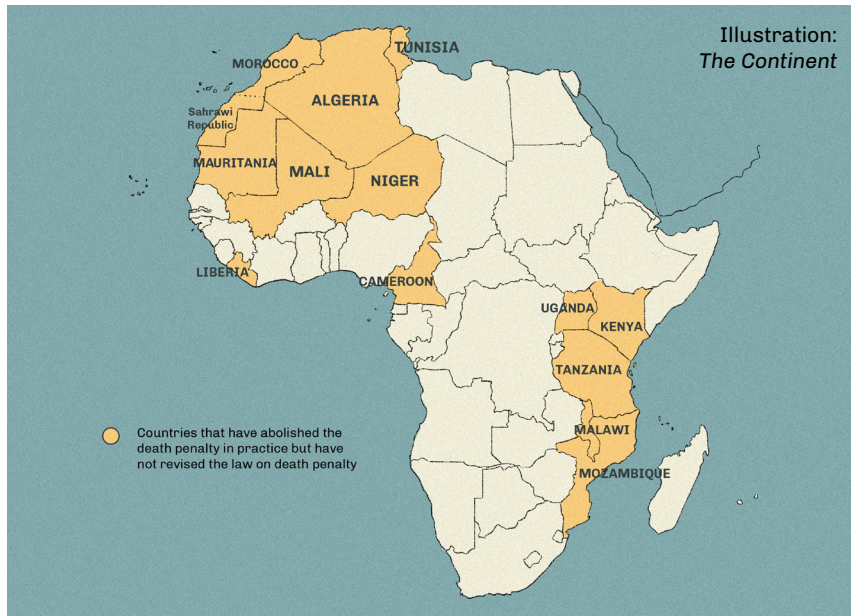 Illustration:
The Continent
TUNISIA
MOROCCO
ALGERIA
Sahrawi
Republic
MAURITANIA
MALI
NIGER
LIBERIA
CAMEROON
UGANDA
KENYA
TANZANIA
MALAWI
MOZAMBIQUE
Countries that have abolished the
death penalty in practice but have
not revised the law on death penalty